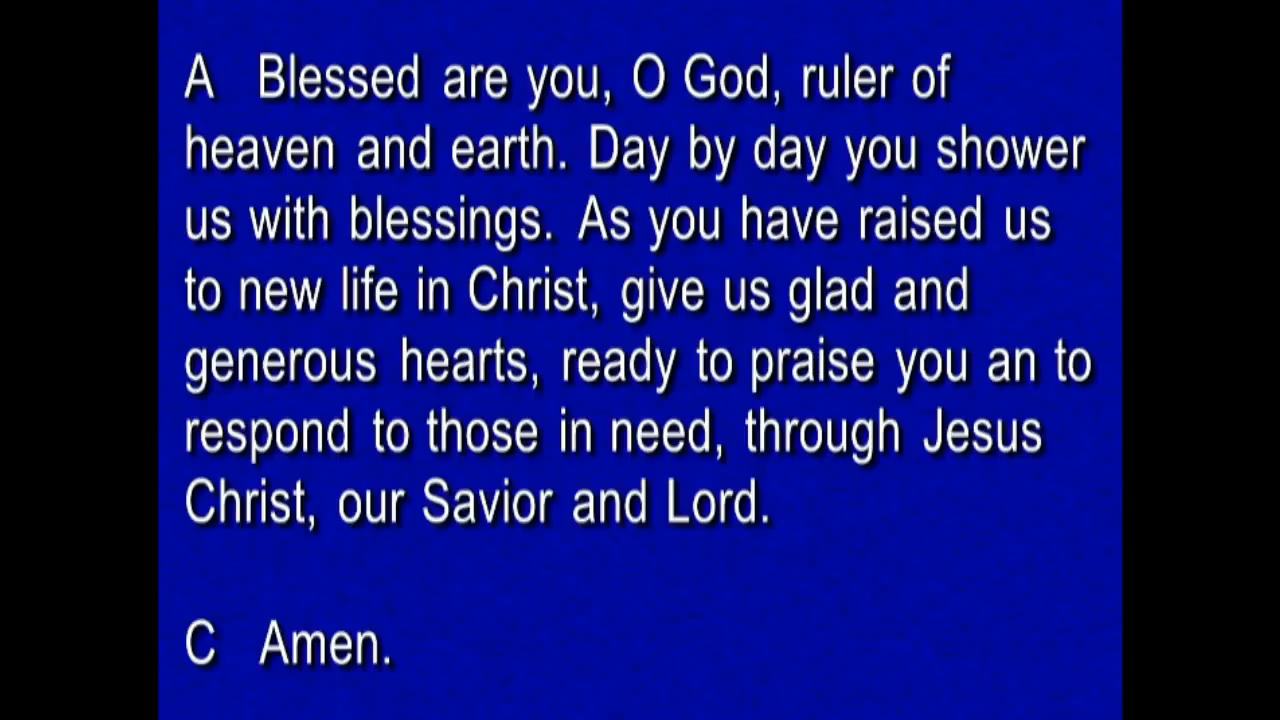 A Blessed are you, O God, ruler of
heaven and earth. Day by day you shower
us with blessings. As you have raised us
to new life in Christ, give us glad and
generous hearts, ready to praise you an to
respond to those in need, through Jesus
Christ, our Savior and Lord.
C Amen.